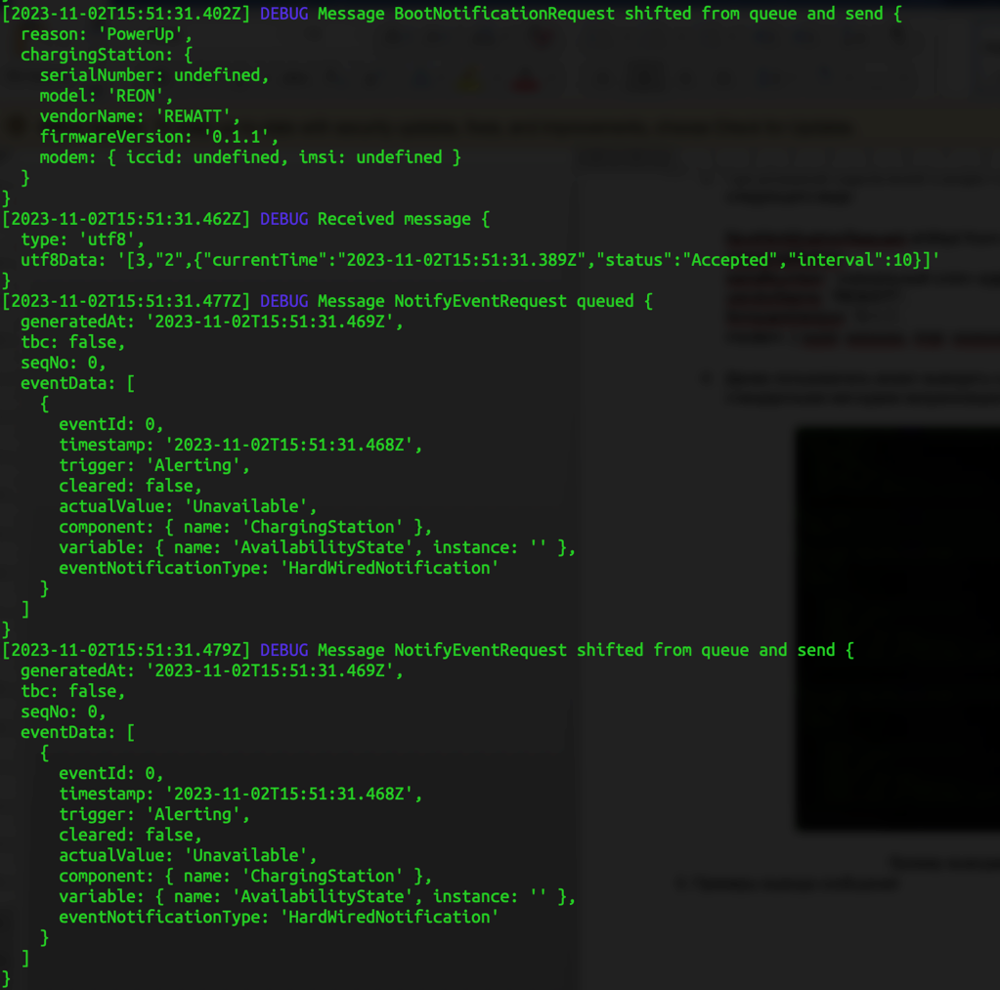 [2023-11-02T15:51:31.402Z] DEBUG Message BootNotificationRequest shifted from queue and send {
  reason: 'PowerUp',
  chargingStation: {
    serialNumber: undefined,
    model: 'REON',
    vendorName: 'REWATT',
    firmwareVersion: '0.1.1',
    modem: { iccid: undefined, imsi: undefined }
  }
}
[2023-11-02T15:51:31.462Z] DEBUG Received message {
  type: 'utf8',
  utf8Data: '[3,"2",{"currentTime":"2023-11-02T15:51:31.389Z","status":"Accepted","interval":10}]'
}
[2023-11-02T15:51:31.477Z] DEBUG Message NotifyEventRequest queued {
  generatedAt: '2023-11-02T15:51:31.469Z',
  tbc: false,
  seqNo: 0,
  eventData: [
    {
      eventId: 0,
      timestamp: '2023-11-02T15:51:31.468Z',
      trigger: 'Alerting',
      cleared: false,
      actualValue: 'Unavailable',
      component: { name: 'ChargingStation' },
      variable: { name: 'AvailabilityState', instance: '' },
      eventNotificationType: 'HardWiredNotification'
    }
  ]
}
[2023-11-02T15:51:31.479Z] DEBUG Message NotifyEventRequest shifted from queue and send {
  generatedAt: '2023-11-02T15:51:31.469Z',
  tbc: false,
  seqNo: 0,
  eventData: [
    {
      eventId: 0,
      timestamp: '2023-11-02T15:51:31.468Z',
      trigger: 'Alerting',
      cleared: false,
      actualValue: 'Unavailable',
      component: { name: 'ChargingStation' },
      variable: { name: 'AvailabilityState', instance: '' },
      eventNotificationType: 'HardWiredNotification'
    }
  ]
}